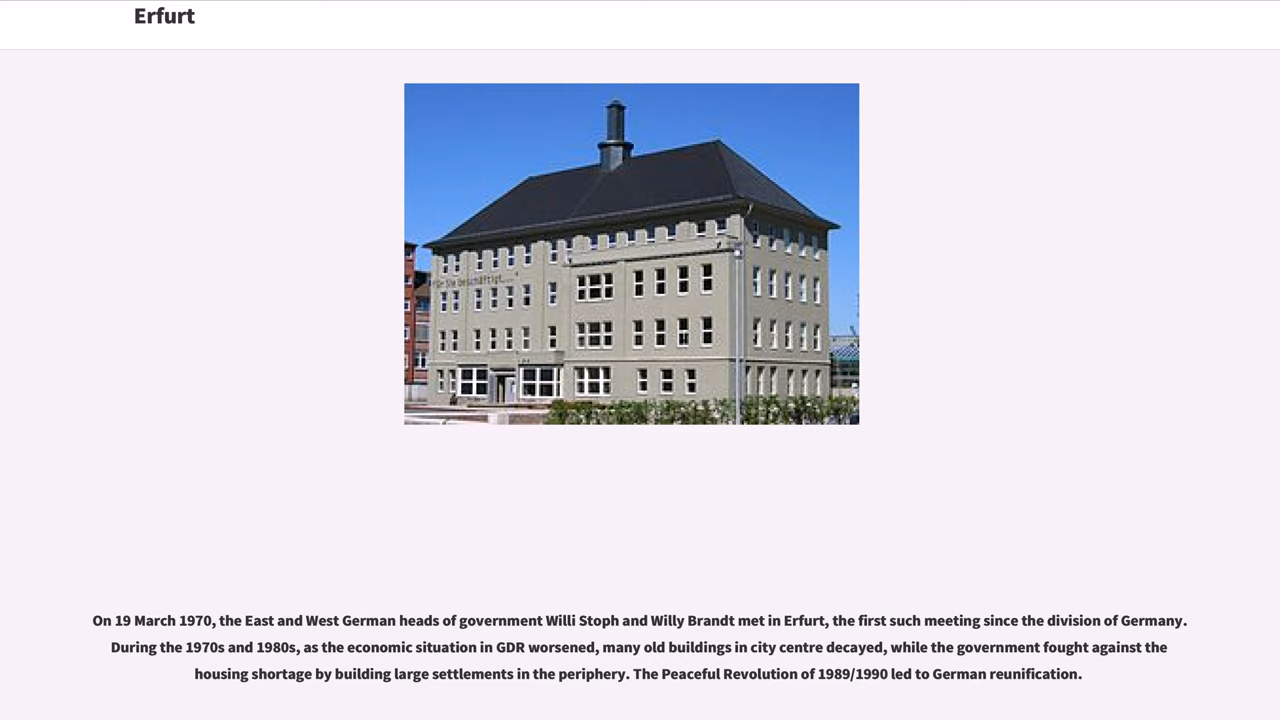 Erfurt
für Sie Geschäftigt....
On 19 March 1970, the East and West German heads of government Willi Stoph and Willy Brandt met in Erfurt, the first such meeting since the division of Germany.
During the 1970s and 1980s, as the economic situation in GDR worsened, many old buildings in city centre decayed, while the government fought against the
housing shortage by building large settlements in the periphery. The Peaceful Revolution of 1989/1990 led to German reunification.